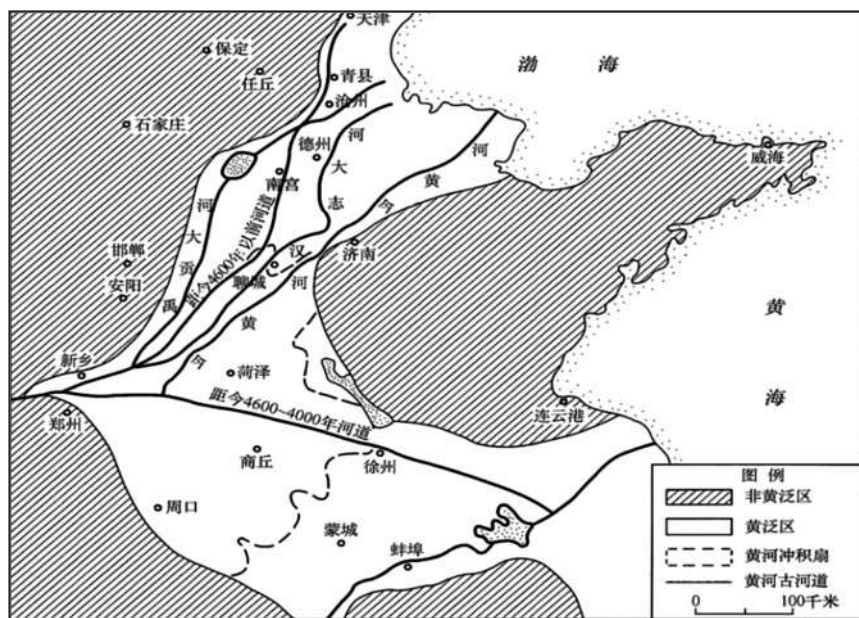 天津
保定
任丘
渤 海
青县
沧州
石家庄
德州
河大志汉
河黄
威海
南宫
禹贡大河
距今4600年以前河道
济南
邯郸
聊城
安阳
河黄
黄海
新乡
菏泽
距今4600~4000年河道
连云港
郑州
商丘
徐州
周口
蒙城
蚌埠
图 例
非黄泛区
黄泛区
黄河冲积扇
黄河古河道
0 100千米